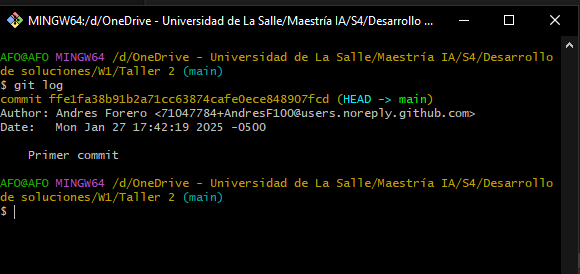 MINGW64:/d/OneDrive - Universidad de La Salle/Maestría IA/S4/Desarrollo ...
AFO@AFO MINGW64 /d/OneDrive - Universidad de La Salle/Maestría IA/S4/Desarrollo
de soluciones/W1/Taller 2 (main)
$ git log
commit ffe1fa38b91b2a71cc63874cafe0ece848907fcd (HEAD -> main)
Author: Andres Forero <71047784+AndresF100@users.noreply.github.com>
Date:   Mon Jan 27 17:42:19 2025 -0500
    Primer commit
AFO@AFO MINGW64 /d/OneDrive - Universidad de La Salle/Maestría IA/S4/Desarrollo
de soluciones/W1/Taller 2 (main)
$